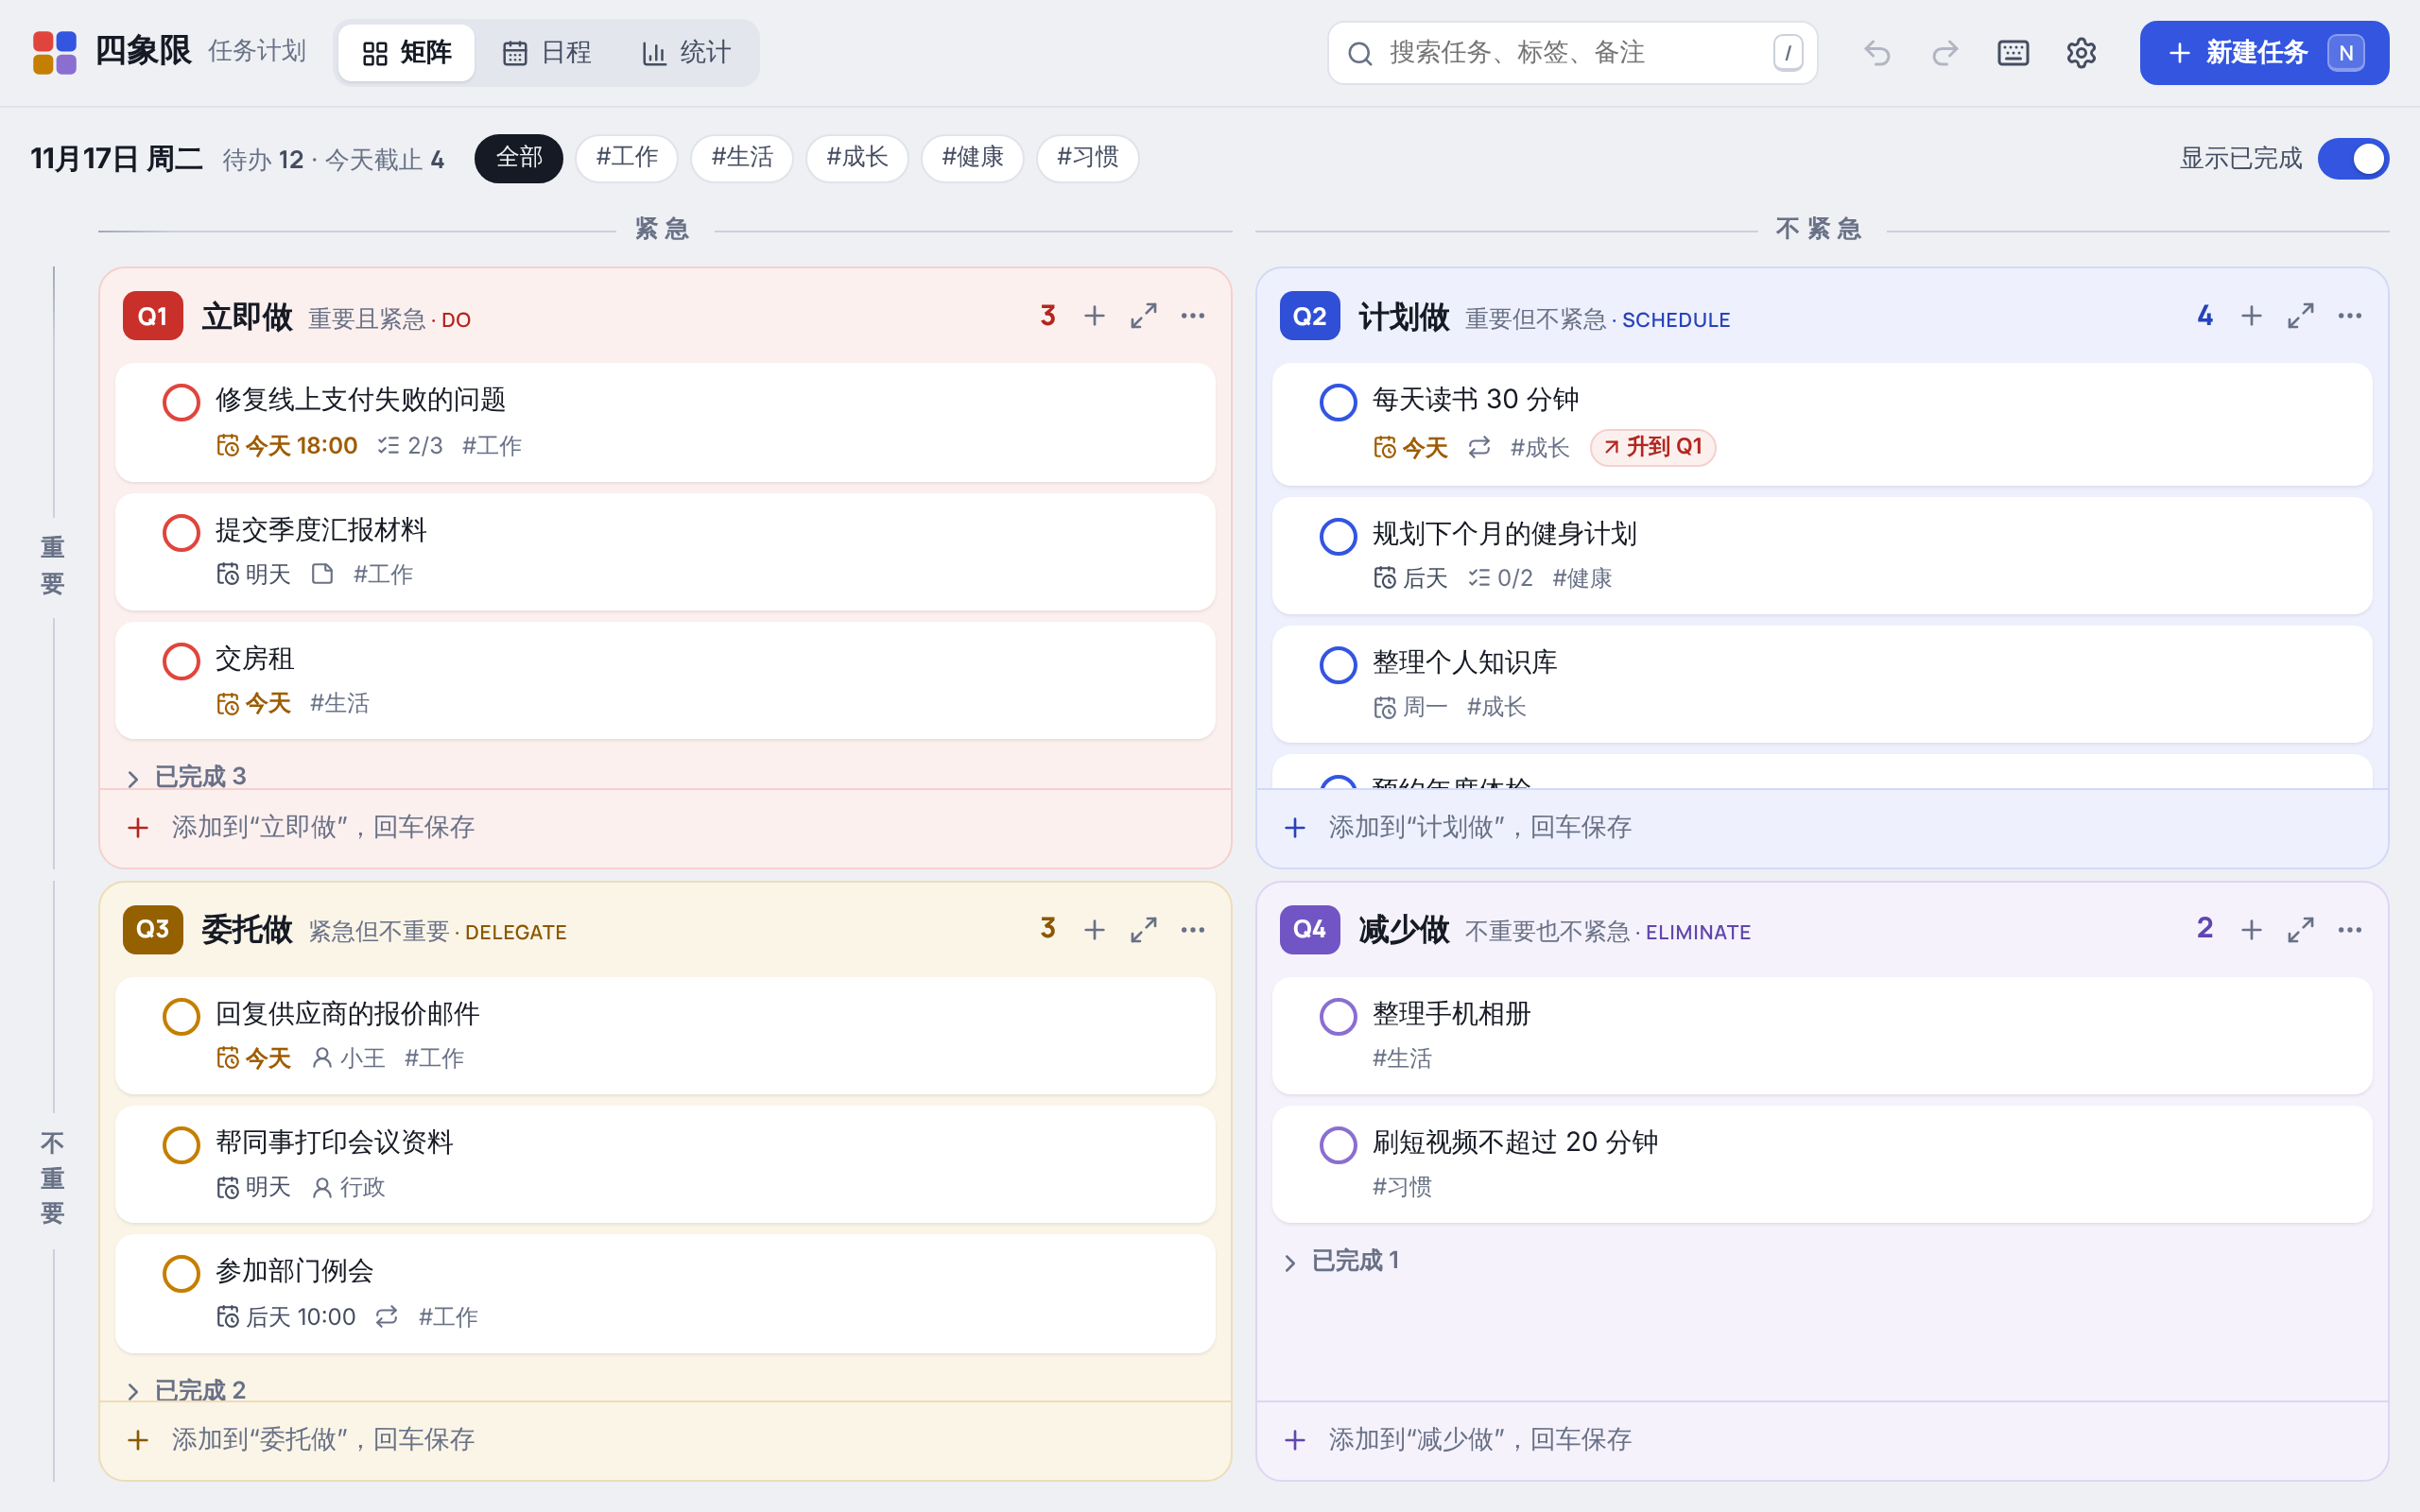 四象限 任务计划 矩阵 日程 统计 搜索任务、标签、备注 / 新建任务 N
11月17日 周二 待办 12 · 今天截止 4 全部 #工作 #生活 #成长 #健康 #习惯 显示已完成
紧急
不紧急
重要
Q1 立即做 重要且紧急 · DO 3
修复线上支付失败的问题
今天 18:00 2/3 #工作
提交季度汇报材料
明天 #工作
交房租
今天 #生活
已完成 3
添加到“立即做”，回车保存
Q2 计划做 重要但不紧急 · SCHEDULE 4
每天读书 30 分钟
今天 #成长 升到 Q1
规划下个月的健身计划
后天 0/2 #健康
整理个人知识库
周一 #成长
预约年度体检
添加到“计划做”，回车保存
不重要
Q3 委托做 紧急但不重要 · DELEGATE 3
回复供应商的报价邮件
今天 小王 #工作
帮同事打印会议资料
明天 行政
参加部门例会
后天 10:00 #工作
已完成 2
添加到“委托做”，回车保存
Q4 减少做 不重要也不紧急 · ELIMINATE 2
整理手机相册
#生活
刷短视频不超过 20 分钟
#习惯
已完成 1
添加到“减少做”，回车保存